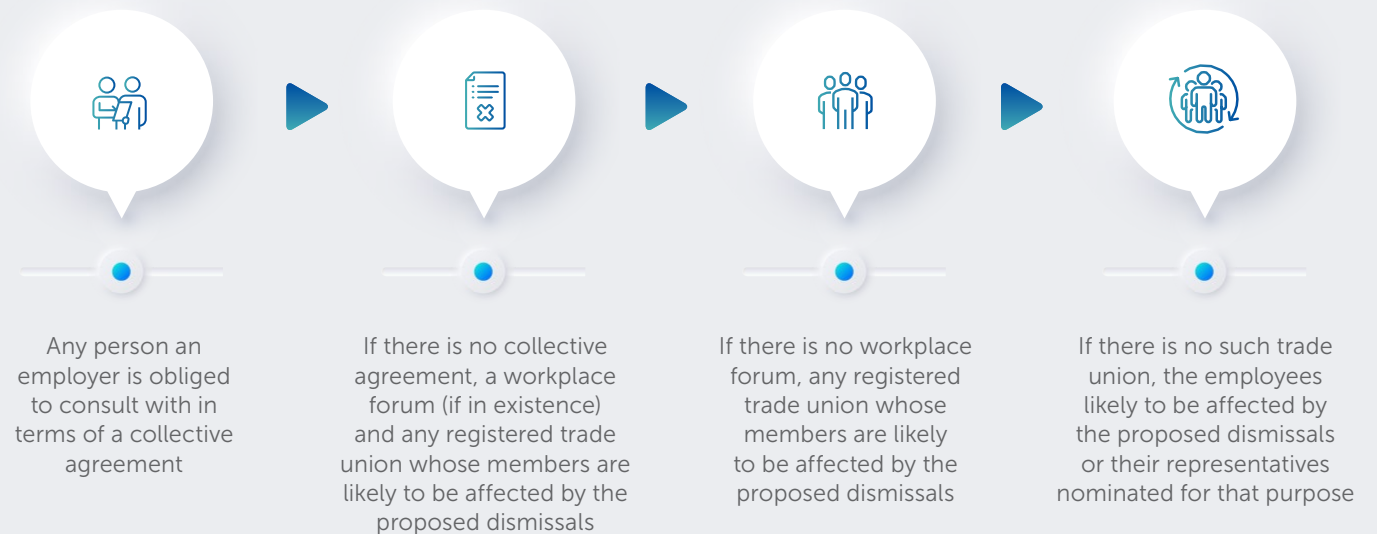 Any person an
employer is obliged
to consult with in
terms of a collective
agreement
If there is no collective
agreement, a workplace
forum (if in existence)
and any registered trade
union whose members are
likely to be affected by the
proposed dismissals
If there is no workplace
forum, any registered
trade union whose
members are likely
to be affected by the
proposed dismissals
If there is no such trade
union, the employees
likely to be affected by
the proposed dismissals
or their representatives
nominated for that purpose